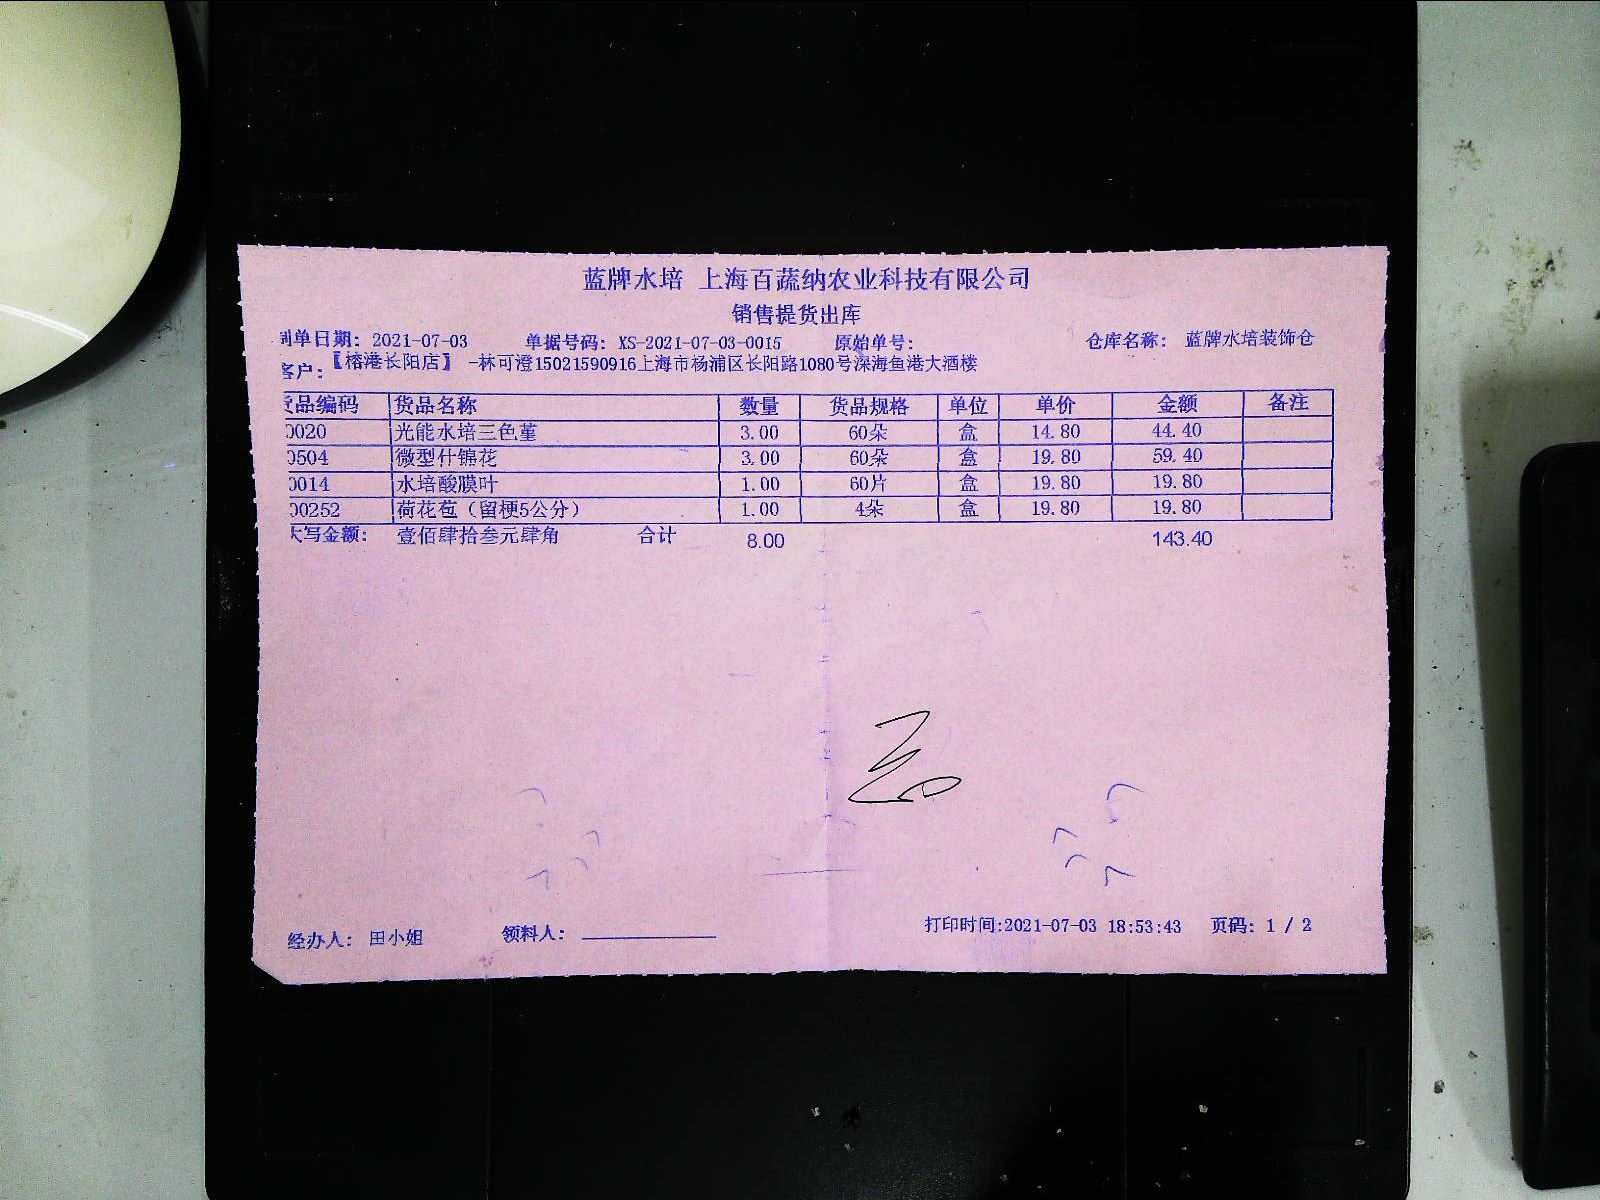 蓝牌水培 上海百蔬纳农业科技有限公司
销售提货出库
制单日期: 2021-07-03 单据号码: XS-2021-07-03-0015 原始单号: 仓库名称: 蓝牌水培装饰仓
客户: 【榕港长阳店】 -林可澄15021590916上海市杨浦区长阳路1080号深海鱼港大酒楼
货品编码 货品名称 数量 货品规格 单位 单价 金额 备注
0020 光能水培三色堇 3.00 60朵 盒 14.80 44.40
0504 微型什锦花 3.00 60朵 盒 19.80 59.40
0014 水培酸膜叶 1.00 60片 盒 19.80 19.80
00252 荷花苞（留梗5公分） 1.00 4朵 盒 19.80 19.80
大写金额: 壹佰肆拾叁元肆角 合计 8.00 143.40
经办人: 田小姐 领料人: 打印时间:2021-07-03 18:53:43 页码: 1 / 2